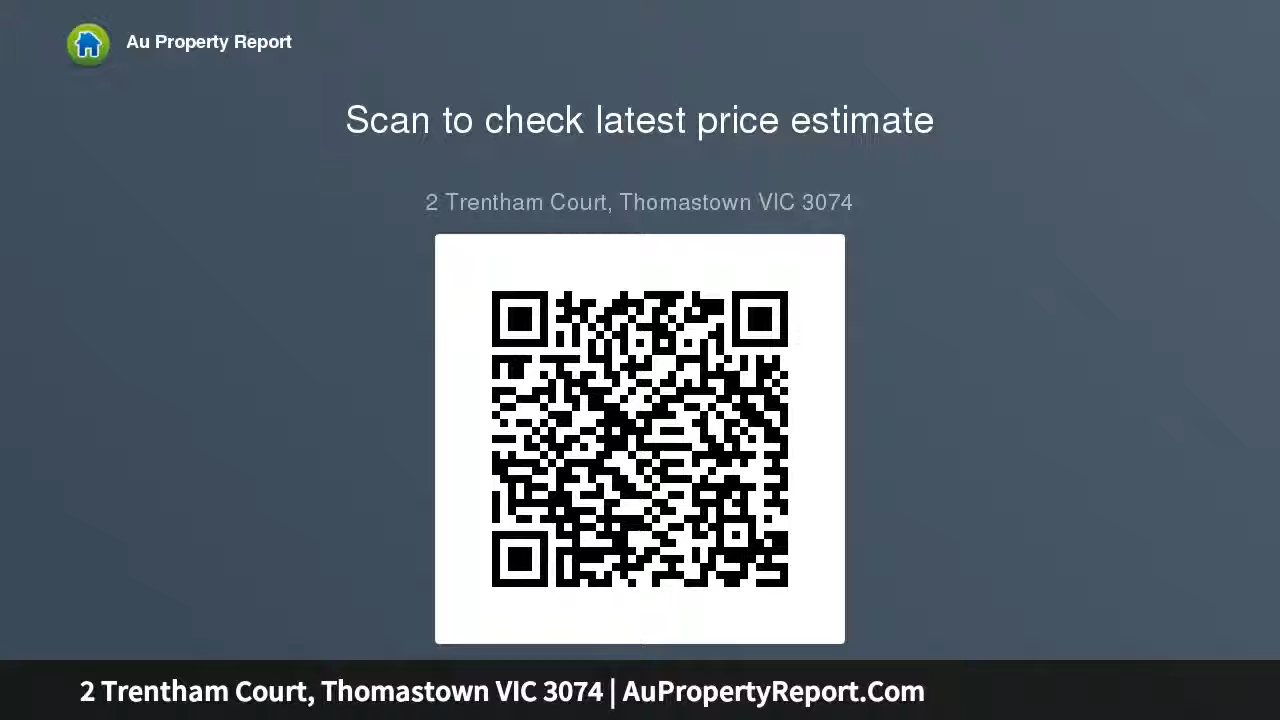 Au Property Report
Scan to check latest price estimate
2 Trentham Court, Thomastown VIC 3074
2 Trentham Court, Thomastown VIC 3074 | AuPropertyReport.Com